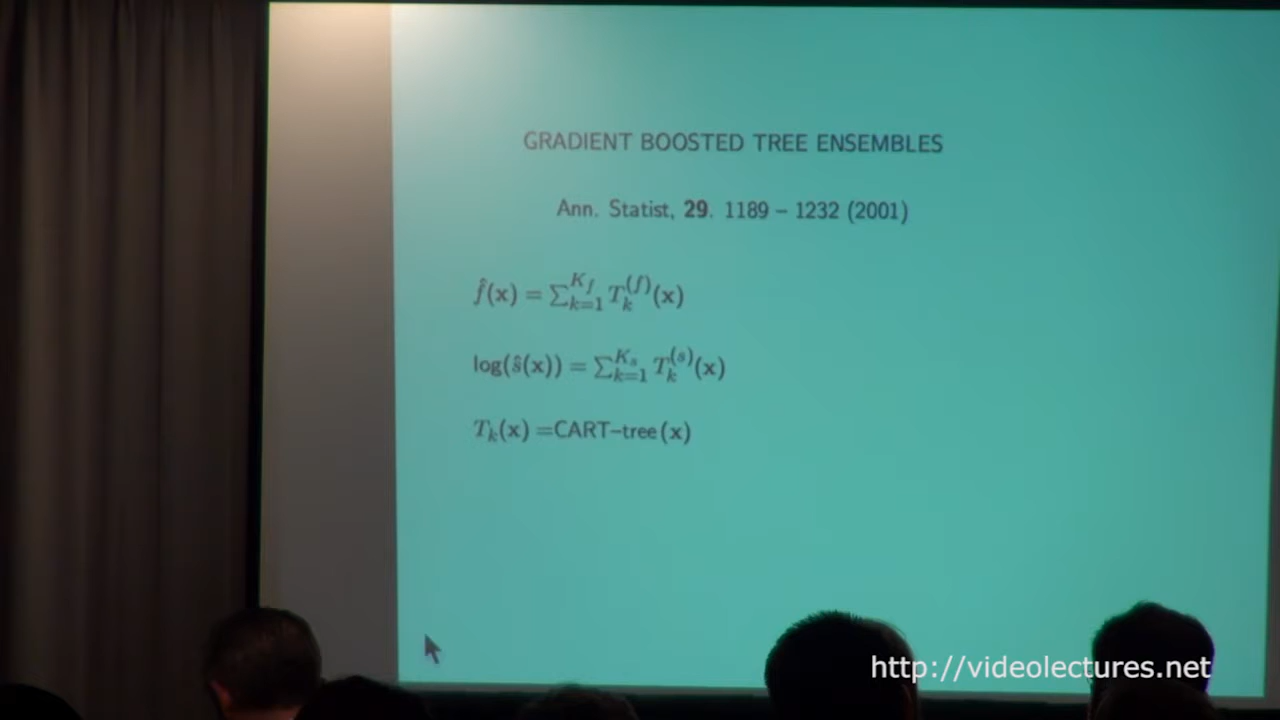 GRADIENT BOOSTED TREE ENSEMBLES
Ann. Statist, 29. 1189 – 1232 (2001)
f̂(x) = ∑_{k=1}^{K_f} T_k^{(f)}(x)
log(ŝ(x)) = ∑_{k=1}^{K_s} T_k^{(s)}(x)
T_k(x) =CART–tree(x)
http://videolectures.net